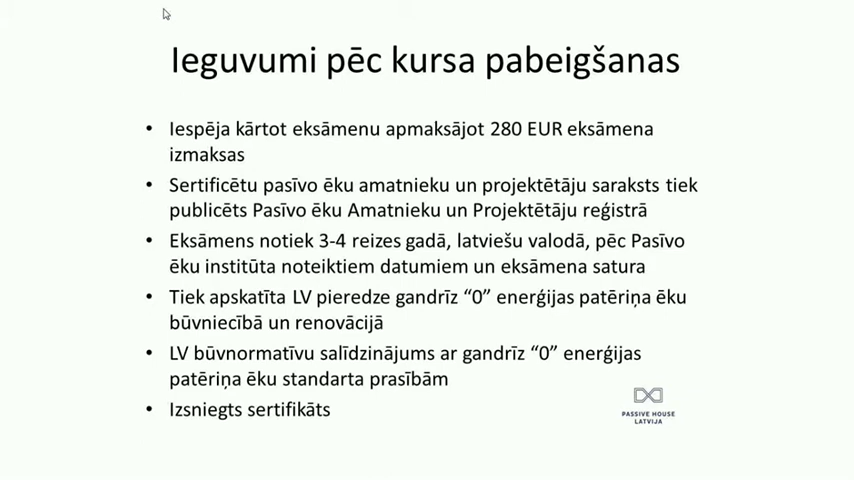 Ieguvumi pēc kursa pabeigšanas
• Iespēja kārtot eksāmenu apmaksājot 280 EUR eksāmena
izmaksas
• Sertificētu pasīvo ēku amatnieku un projektētāju saraksts tiek
publicēts Pasīvo ēku Amatnieku un Projektētāju reģistrā
• Eksāmens notiek 3-4 reizes gadā, latviešu valodā, pēc Pasīvo
ēku institūta noteiktiem datumiem un eksāmena satura
• Tiek apskatīta LV pieredze gandrīz “0” enerģijas patēriņa ēku
būvniecībā un renovācijā
• LV būvnormatīvu salīdzinājums ar gandrīz “0” enerģijas
patēriņa ēku standarta prasībām
• Izsniegts sertifikāts
PASSIVE HOUSE
LATVIJA